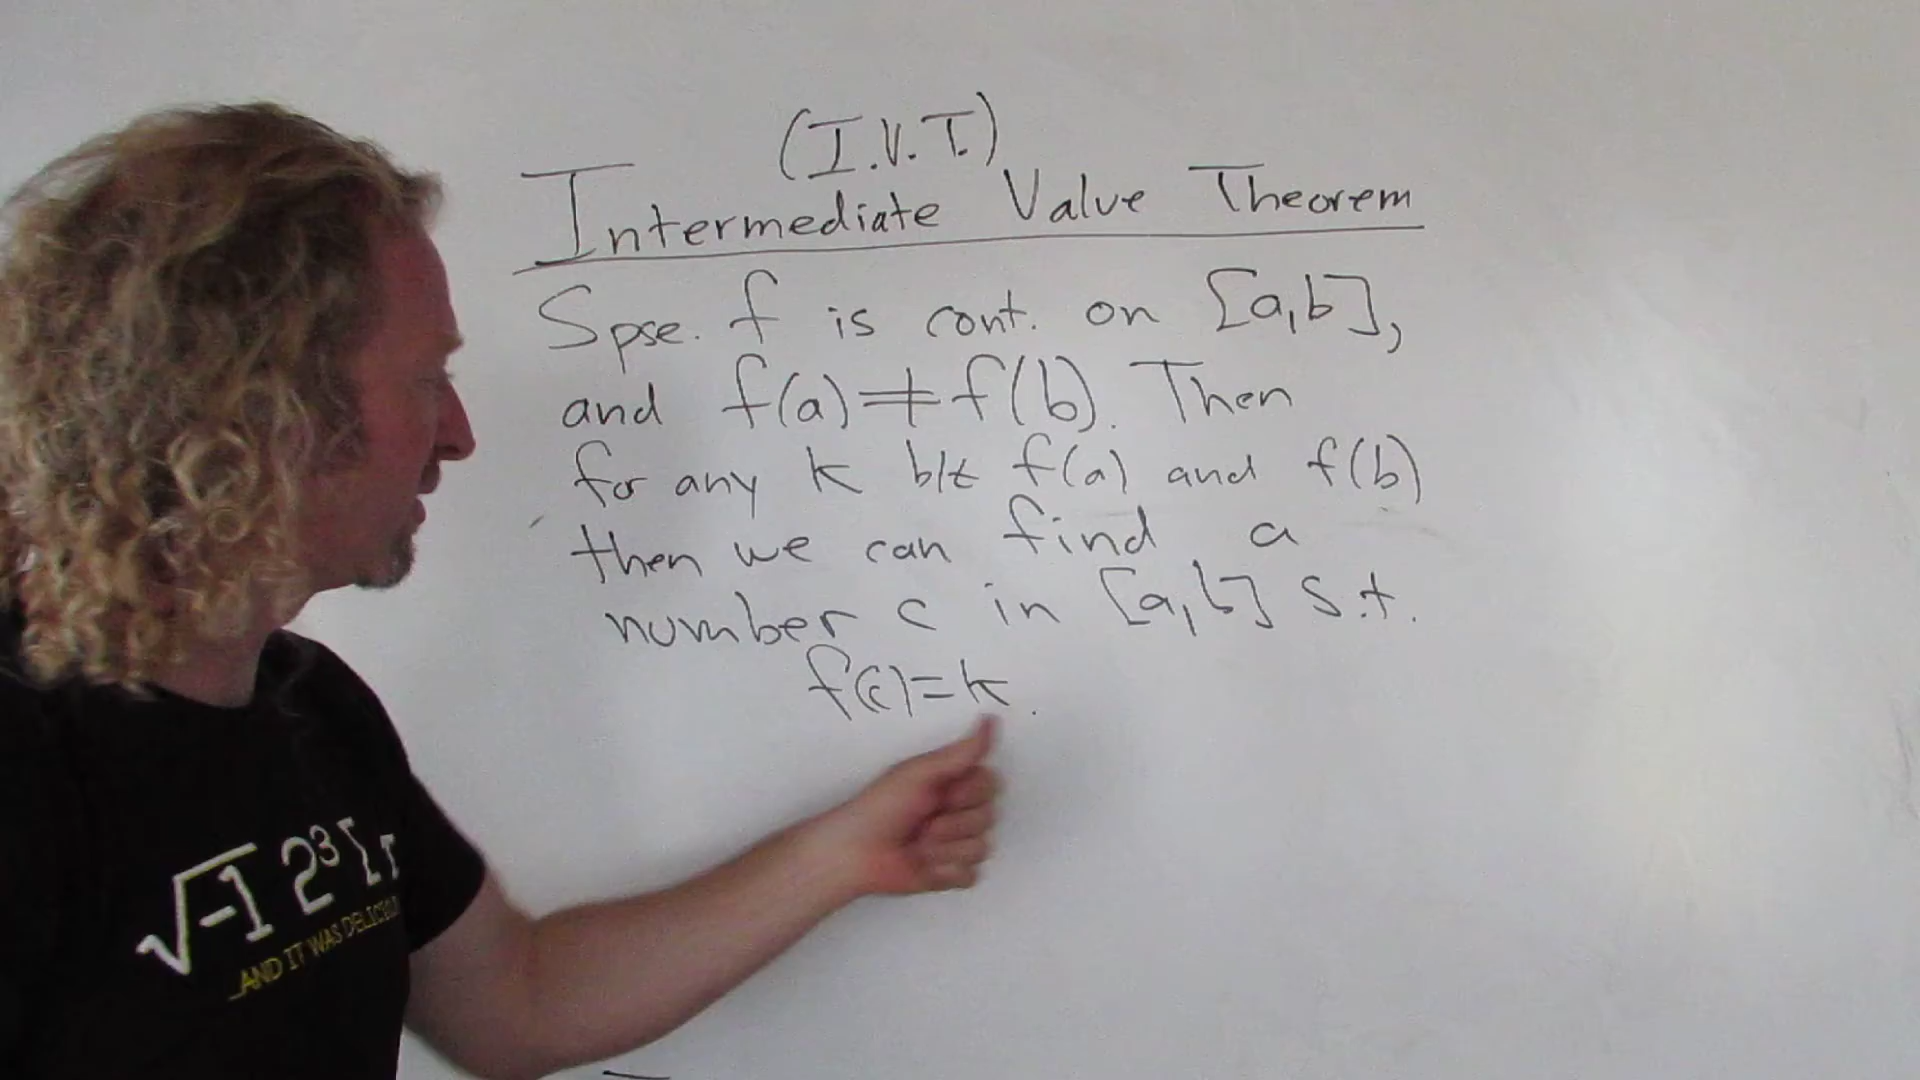 (I.V.T.)
Intermediate Value Theorem
Spse. f is cont. on [a,b],
and f(a)≠f(b). Then
for any k b/t f(a) and f(b)
then we can find a
number c in [a,b] s.t.
f(c)=k.
√-1 2³ Σ
...AND IT WAS DELICIOU